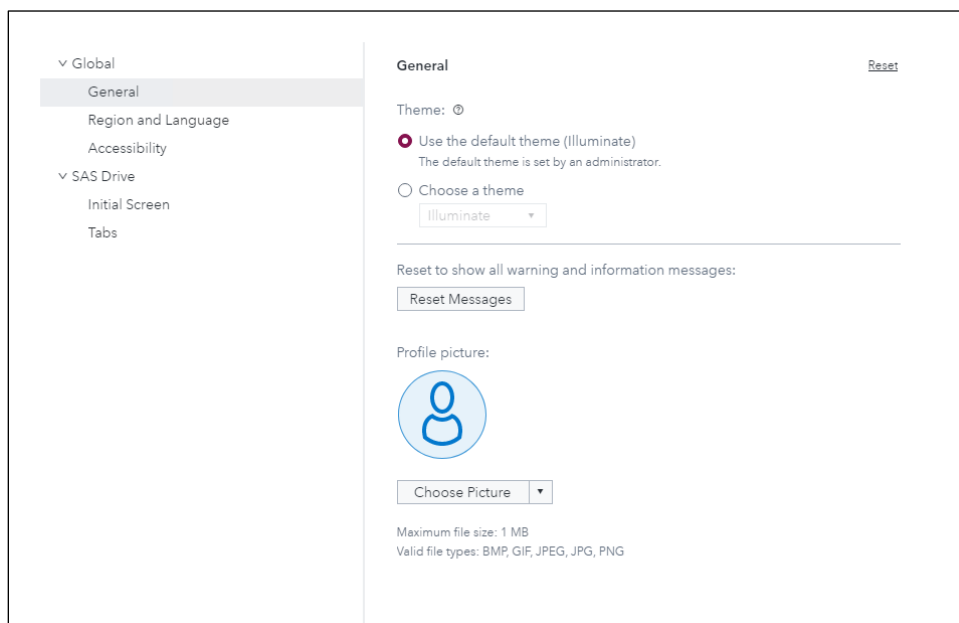 Global
General
Region and Language
Accessibility
SAS Drive
Initial Screen
Tabs
General
Reset
Theme:
Use the default theme (Illuminate)
The default theme is set by an administrator.
Choose a theme
Illuminate
Reset to show all warning and information messages:
Reset Messages
Profile picture:
Choose Picture
Maximum file size: 1 MB
Valid file types: BMP, GIF, JPEG, JPG, PNG